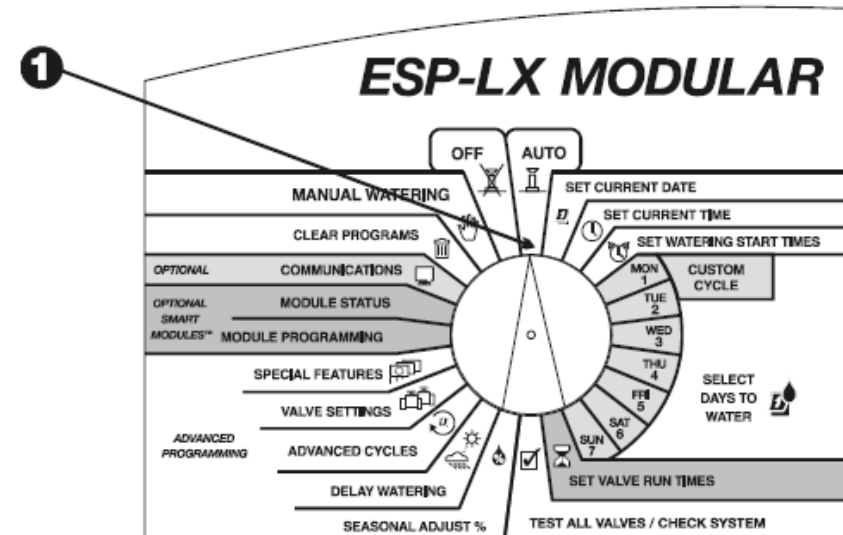 1
ESP-LX MODULAR
OFF
AUTO
MANUAL WATERING
SET CURRENT DATE
CLEAR PROGRAMS
SET CURRENT TIME
SET WATERING START TIMES
OPTIONAL
COMMUNICATIONS
MON
1
CUSTOM
CYCLE
OPTIONAL
SMART
MODULES™
MODULE STATUS
TUE
2
MODULE PROGRAMMING
WED
3
SPECIAL FEATURES
THU
4
SELECT
DAYS TO
WATER
VALVE SETTINGS
FRI
5
ADVANCED
PROGRAMMING
ADVANCED CYCLES
SAT
6
SUN
7
DELAY WATERING
SET VALVE RUN TIMES
SEASONAL ADJUST %
TEST ALL VALVES / CHECK SYSTEM